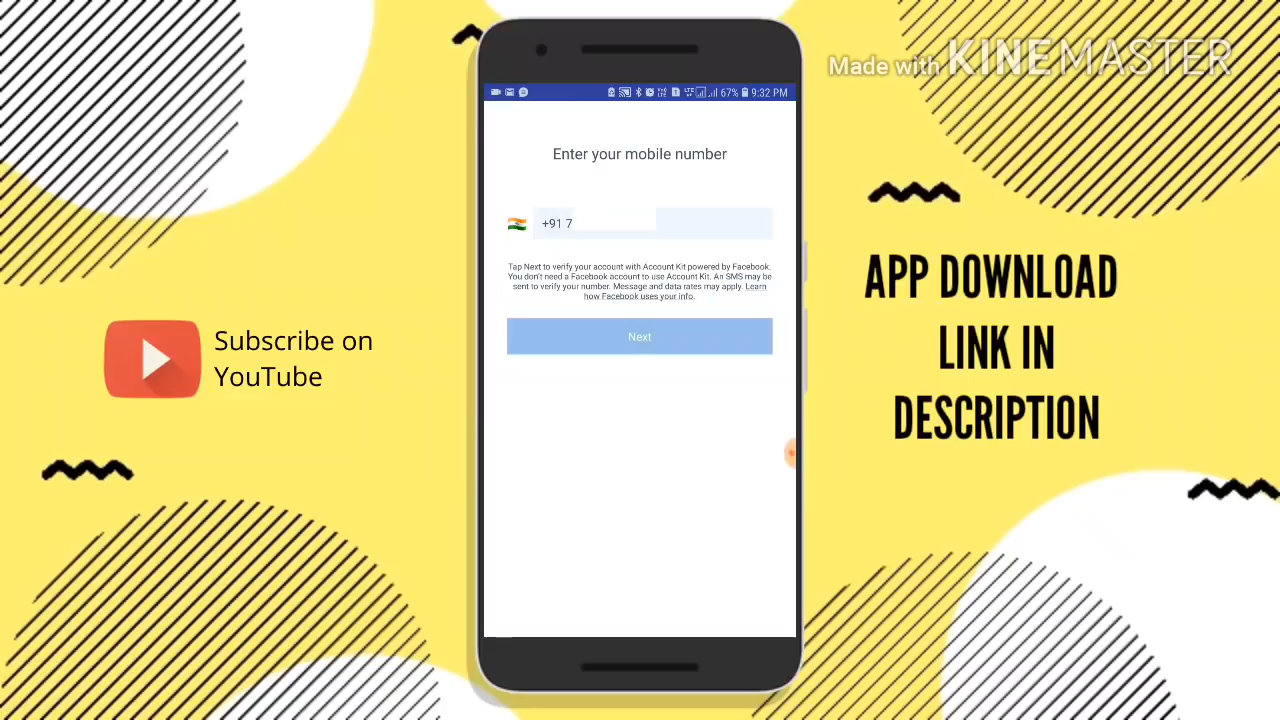 Made with KINEMASTER
67% 9:32 PM
Enter your mobile number
+91 7
Tap Next to verify your account with Account Kit powered by Facebook.
You don't need a Facebook account to use Account Kit. An SMS may be
sent to verify your number. Message and data rates may apply. Learn
how Facebook uses your info.
Next
Subscribe on
YouTube
APP DOWNLOAD
LINK IN
DESCRIPTION